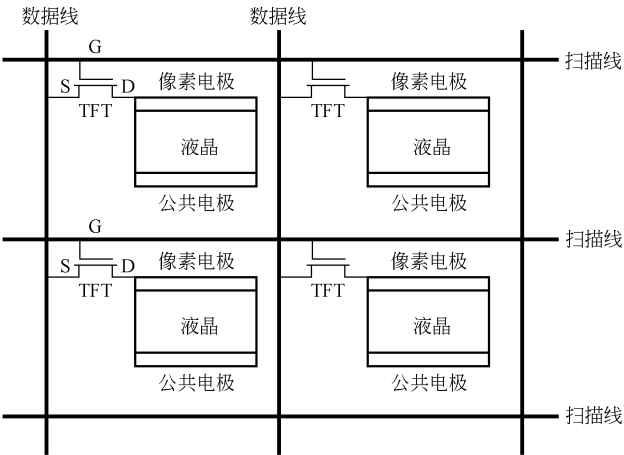 数据线 数据线
G
扫描线
S D 像素电极 像素电极
TFT TFT
液晶 液晶
公共电极 公共电极
G
扫描线
S D 像素电极 像素电极
TFT TFT
液晶 液晶
公共电极 公共电极
扫描线